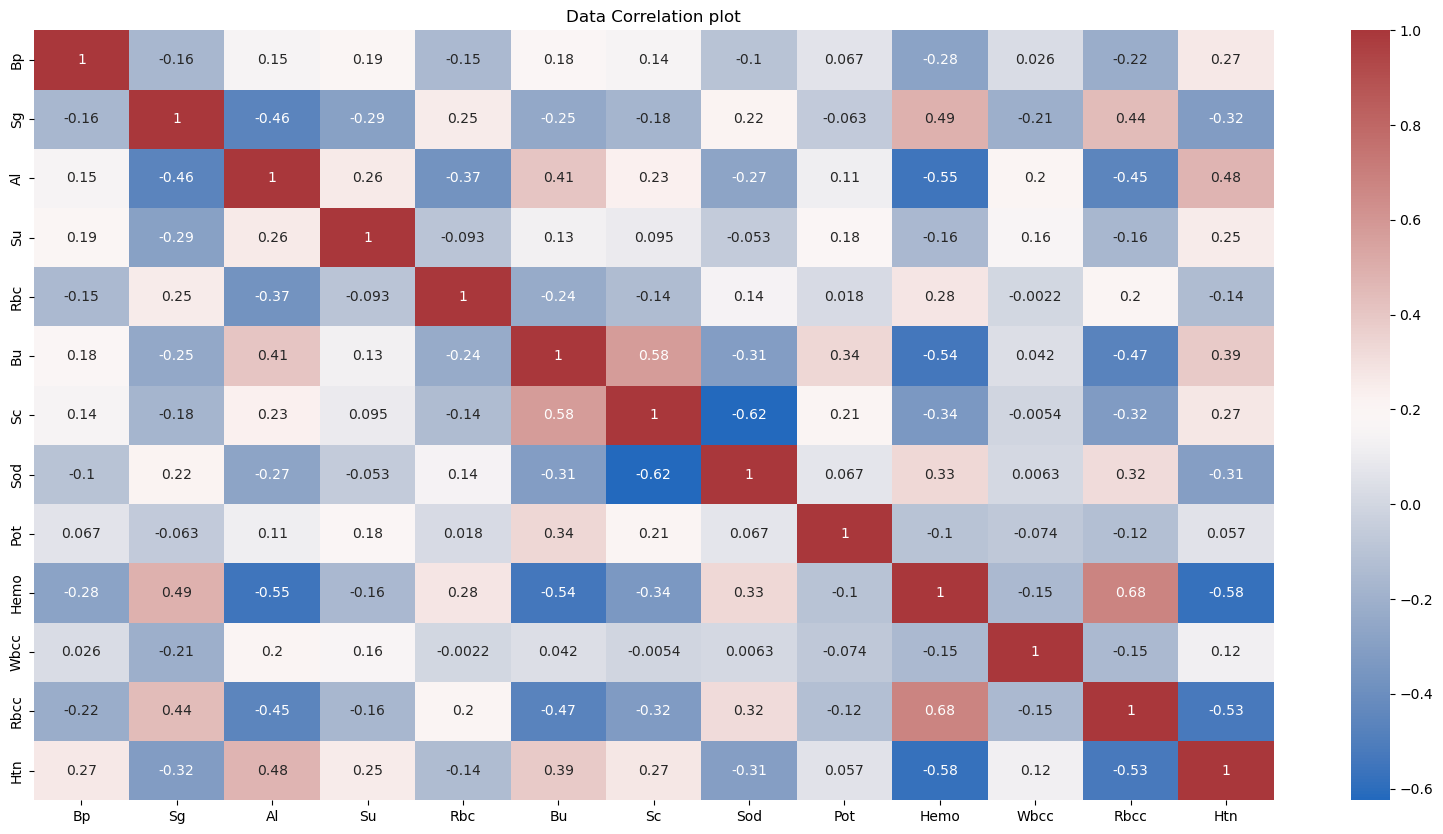 Data Correlation plot
Bp 1 -0.16 0.15 0.19 -0.15 0.18 0.14 -0.1 0.067 -0.28 0.026 -0.22 0.27
Sg -0.16 1 -0.46 -0.29 0.25 -0.25 -0.18 0.22 -0.063 0.49 -0.21 0.44 -0.32
Al 0.15 -0.46 1 0.26 -0.37 0.41 0.23 -0.27 0.11 -0.55 0.2 -0.45 0.48
Su 0.19 -0.29 0.26 1 -0.093 0.13 0.095 -0.053 0.18 -0.16 0.16 -0.16 0.25
Rbc -0.15 0.25 -0.37 -0.093 1 -0.24 -0.14 0.14 0.018 0.28 -0.0022 0.2 -0.14
Bu 0.18 -0.25 0.41 0.13 -0.24 1 0.58 -0.31 0.34 -0.54 0.042 -0.47 0.39
Sc 0.14 -0.18 0.23 0.095 -0.14 0.58 1 -0.62 0.21 -0.34 -0.0054 -0.32 0.27
Sod -0.1 0.22 -0.27 -0.053 0.14 -0.31 -0.62 1 0.067 0.33 0.0063 0.32 -0.31
Pot 0.067 -0.063 0.11 0.18 0.018 0.34 0.21 0.067 1 -0.1 -0.074 -0.12 0.057
Hemo -0.28 0.49 -0.55 -0.16 0.28 -0.54 -0.34 0.33 -0.1 1 -0.15 0.68 -0.58
Wbcc 0.026 -0.21 0.2 0.16 -0.0022 0.042 -0.0054 0.0063 -0.074 -0.15 1 -0.15 0.12
Rbcc -0.22 0.44 -0.45 -0.16 0.2 -0.47 -0.32 0.32 -0.12 0.68 -0.15 1 -0.53
Htn 0.27 -0.32 0.48 0.25 -0.14 0.39 0.27 -0.31 0.057 -0.58 0.12 -0.53 1
Bp Sg Al Su Rbc Bu Sc Sod Pot Hemo Wbcc Rbcc Htn
1.0
0.8
0.6
0.4
0.2
0.0
−0.2
−0.4
−0.6